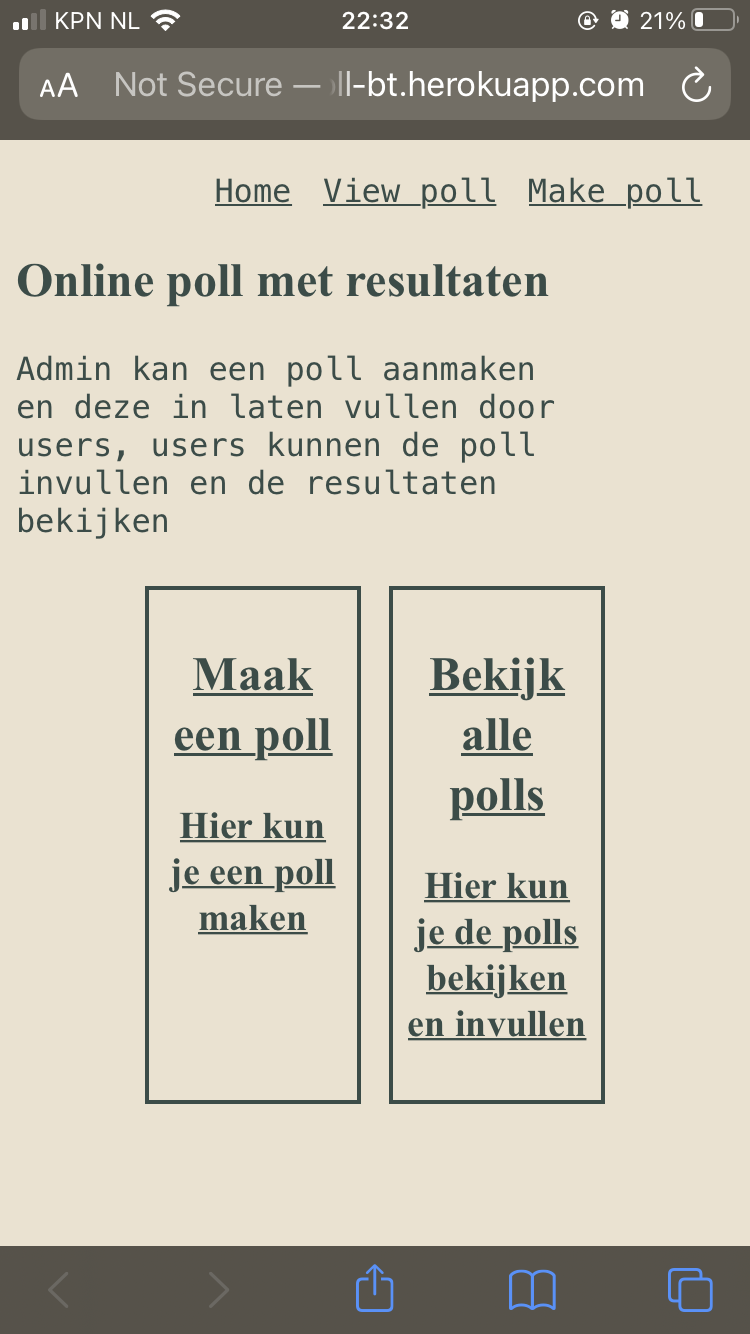 KPN NL 22:32 21%
AA Not Secure — ll-bt.herokuapp.com
Home View poll Make poll
Online poll met resultaten
Admin kan een poll aanmaken
en deze in laten vullen door
users, users kunnen de poll
invullen en de resultaten
bekijken
Maak
een poll
Hier kun
je een poll
maken
Bekijk
alle
polls
Hier kun
je de polls
bekijken
en invullen